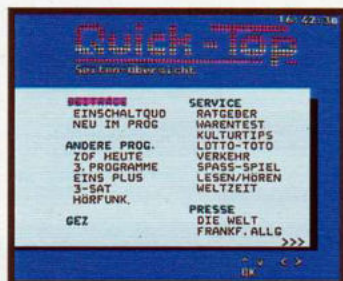 16:42:38
Quick-Top
Seiten-Übersicht
BEITRÄGE
EINSCHALTQUO
NEU IM PROG
ANDERE PROG.
ZDF HEUTE
3. PROGRAMME
EINS PLUS
3-SAT
HÖRFUNK.
GEZ
SERVICE
RATGEBER
WARENTEST
KULTURTIPS
LOTTO-TOTO
VERKEHR
SPASS-SPIEL
LESEN/HÖREN
WELTZEIT
PRESSE
DIE WELT
FRANKF.ALLG
>>>
^ v < >
OK